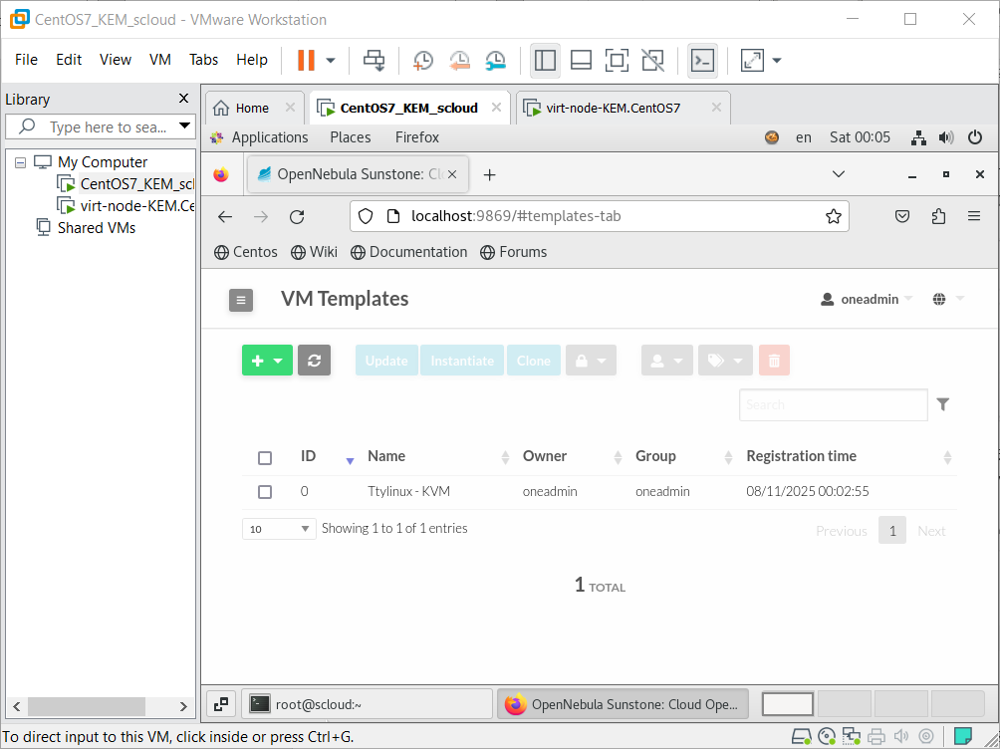 CentOS7_KEM_scloud - VMware Workstation
File Edit View VM Tabs Help
Library
Type here to sea...
My Computer
CentOS7_KEM_scl
virt-node-KEM.Ce
Shared VMs
Home CentOS7_KEM_scloud virt-node-KEM.CentOS7
Applications Places Firefox en Sat 00:05
OpenNebula Sunstone: Cl
localhost:9869/#templates-tab
Centos Wiki Documentation Forums
VM Templates oneadmin
Update Instantiate Clone
Search
ID Name Owner Group Registration time
0 Ttylinux - KVM oneadmin oneadmin 08/11/2025 00:02:55
10 Showing 1 to 1 of 1 entries Previous 1 Next
1 TOTAL
root@scloud:~ OpenNebula Sunstone: Cloud Ope...
To direct input to this VM, click inside or press Ctrl+G.